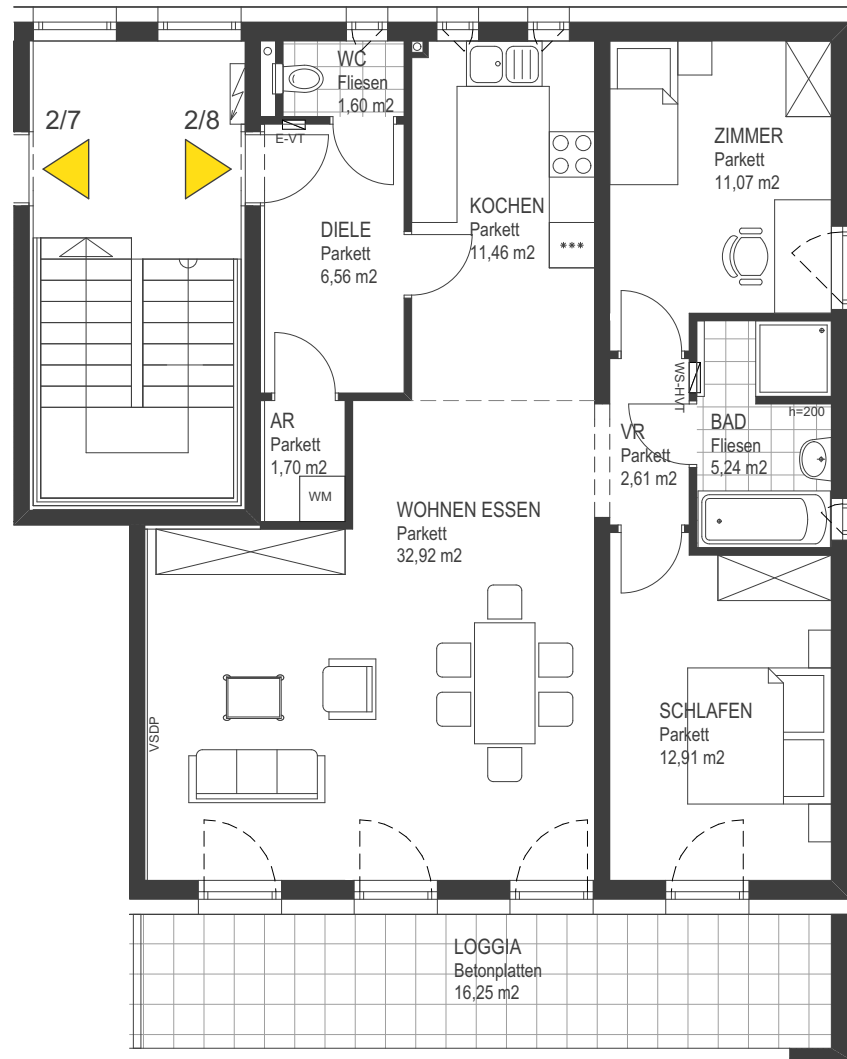 2/7
2/8
E-VT
WC
Fliesen
1,60 m2
DIELE
Parkett
6,56 m2
KOCHEN
Parkett
11,46 m2
***
ZIMMER
Parkett
11,07 m2
AR
Parkett
1,70 m2
WM
WS-HVT
VR
Parkett
2,61 m2
h=200
BAD
Fliesen
5,24 m2
WOHNEN ESSEN
Parkett
32,92 m2
VSDP
SCHLAFEN
Parkett
12,91 m2
LOGGIA
Betonplatten
16,25 m2